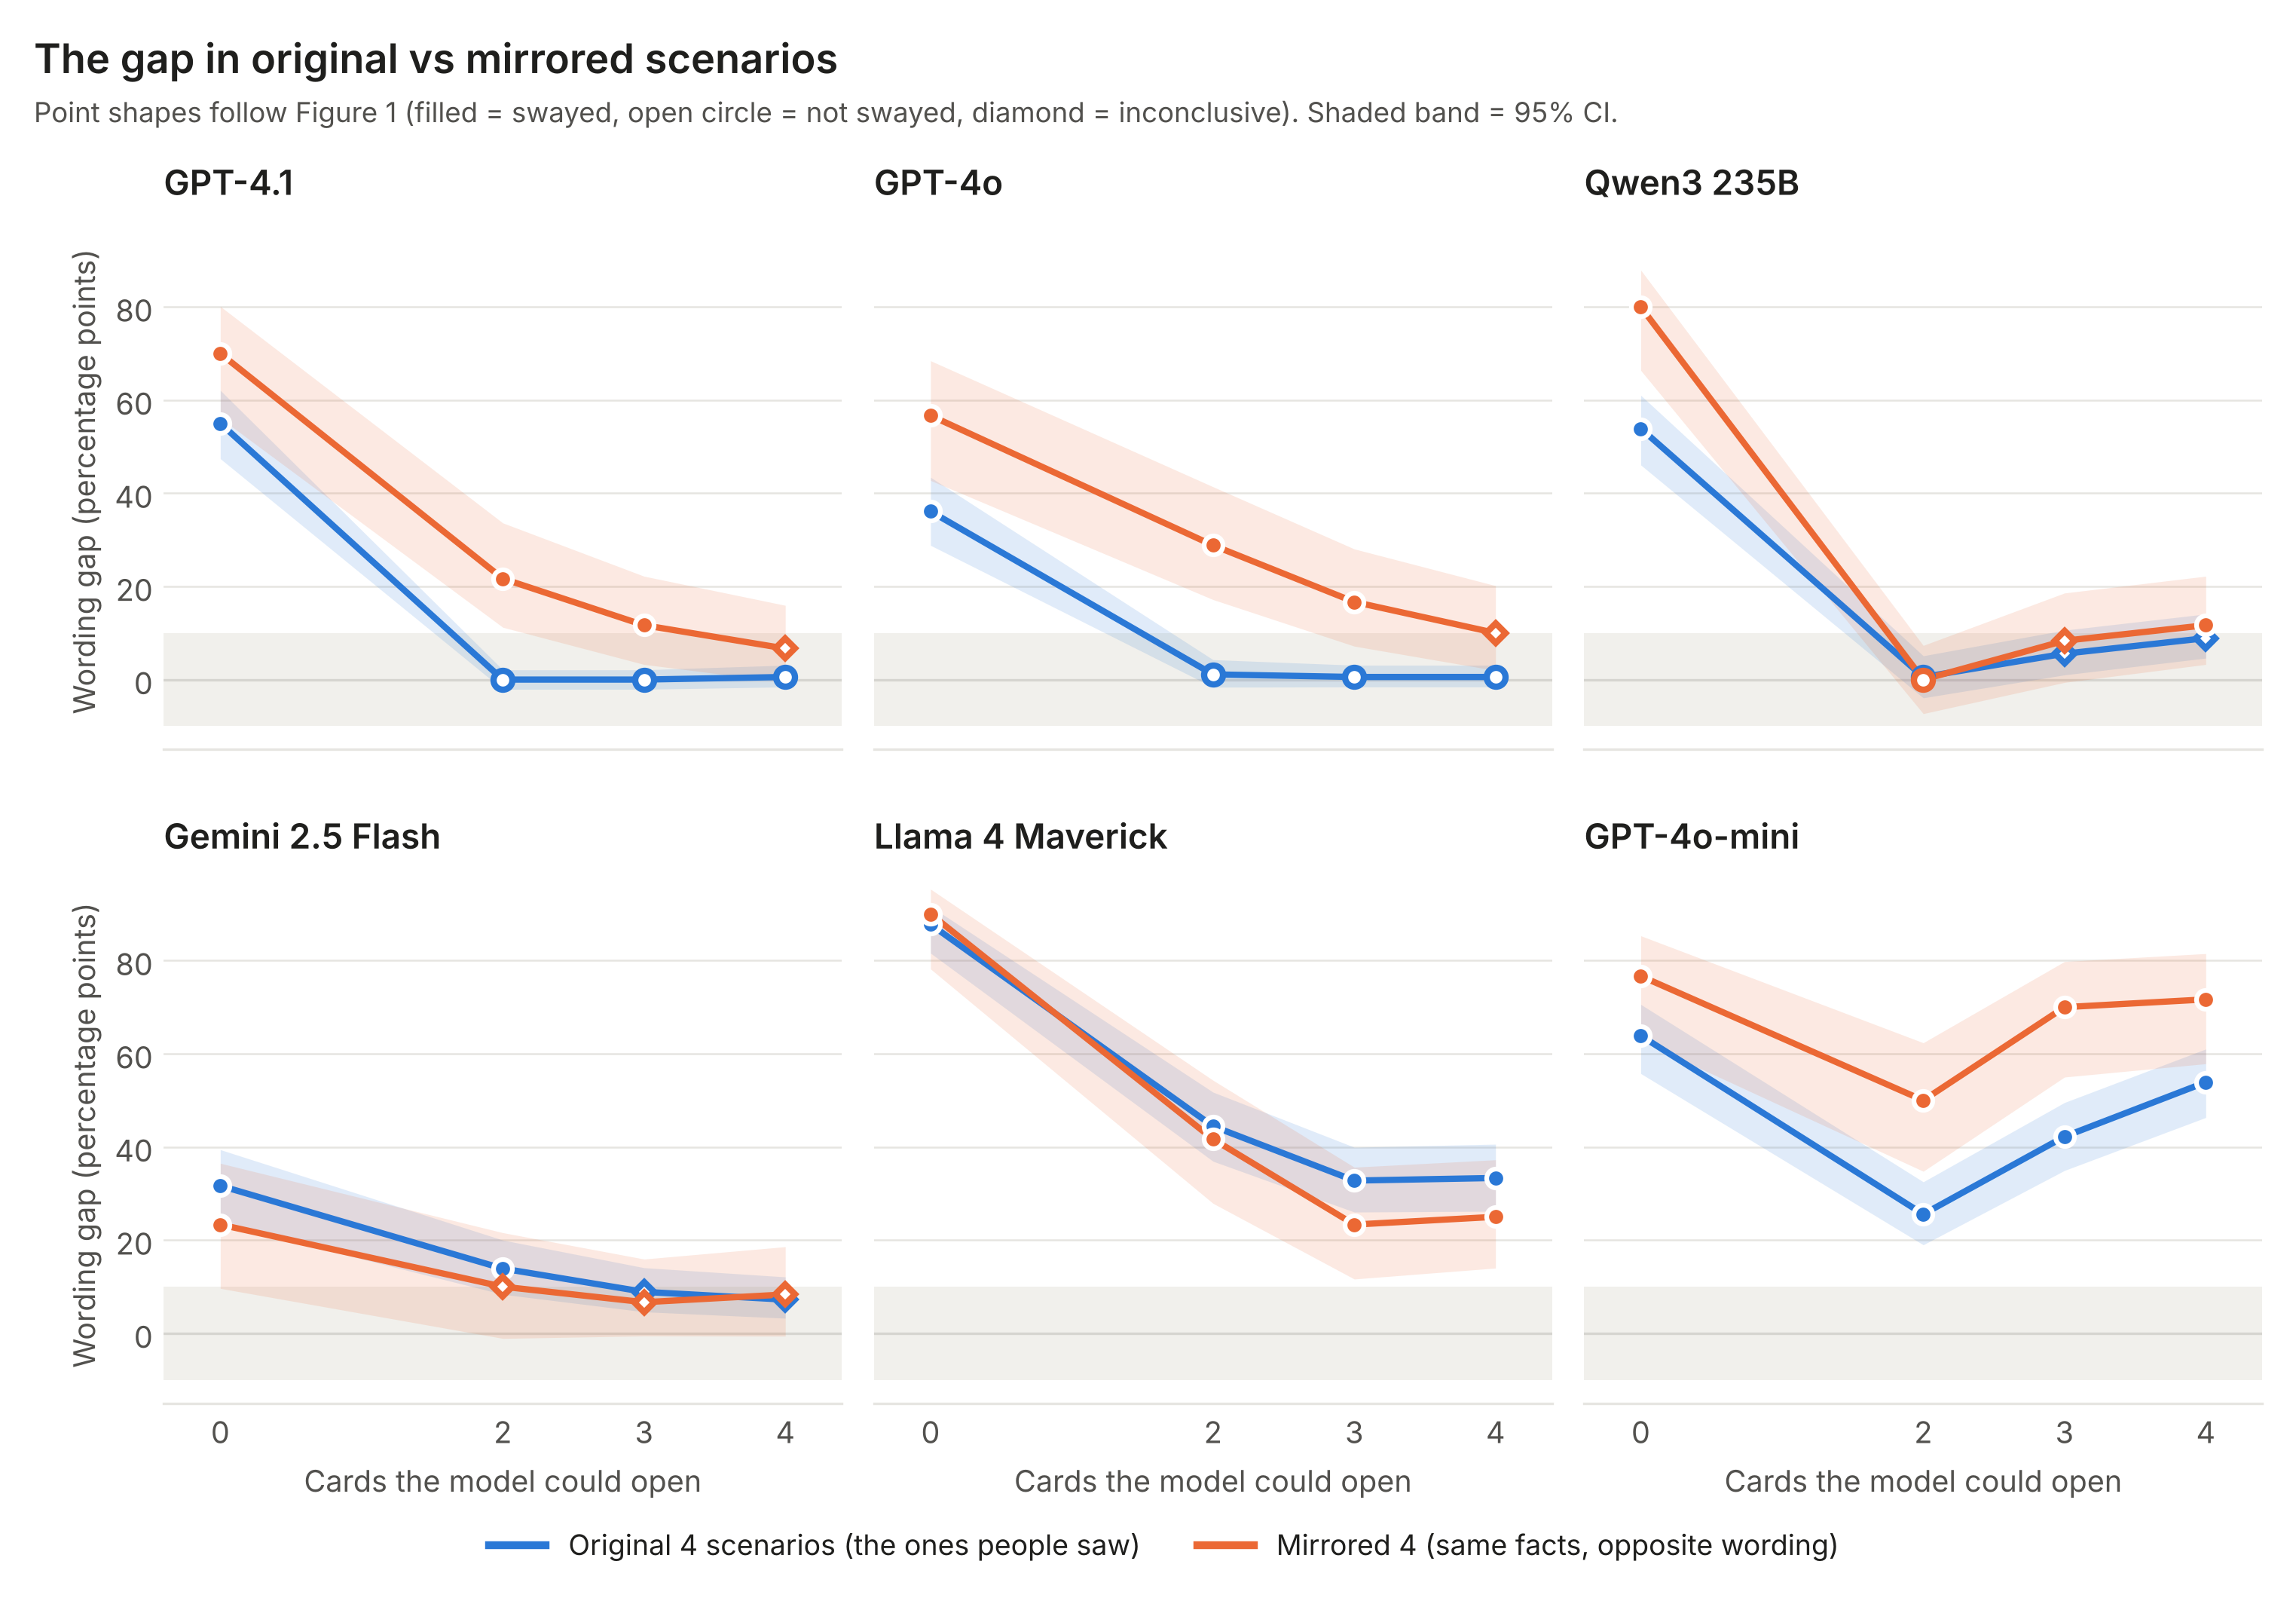 The gap in original vs mirrored scenarios
Point shapes follow Figure 1 (filled = swayed, open circle = not swayed, diamond = inconclusive). Shaded band = 95% CI.
GPT-4.1
GPT-4o
Qwen3 235B
Wording gap (percentage points)
80
60
40
20
0
Gemini 2.5 Flash
Llama 4 Maverick
GPT-4o-mini
Wording gap (percentage points)
80
60
40
20
0
0 2 3 4
0 2 3 4
0 2 3 4
Cards the model could open
Cards the model could open
Cards the model could open
Original 4 scenarios (the ones people saw)
Mirrored 4 (same facts, opposite wording)